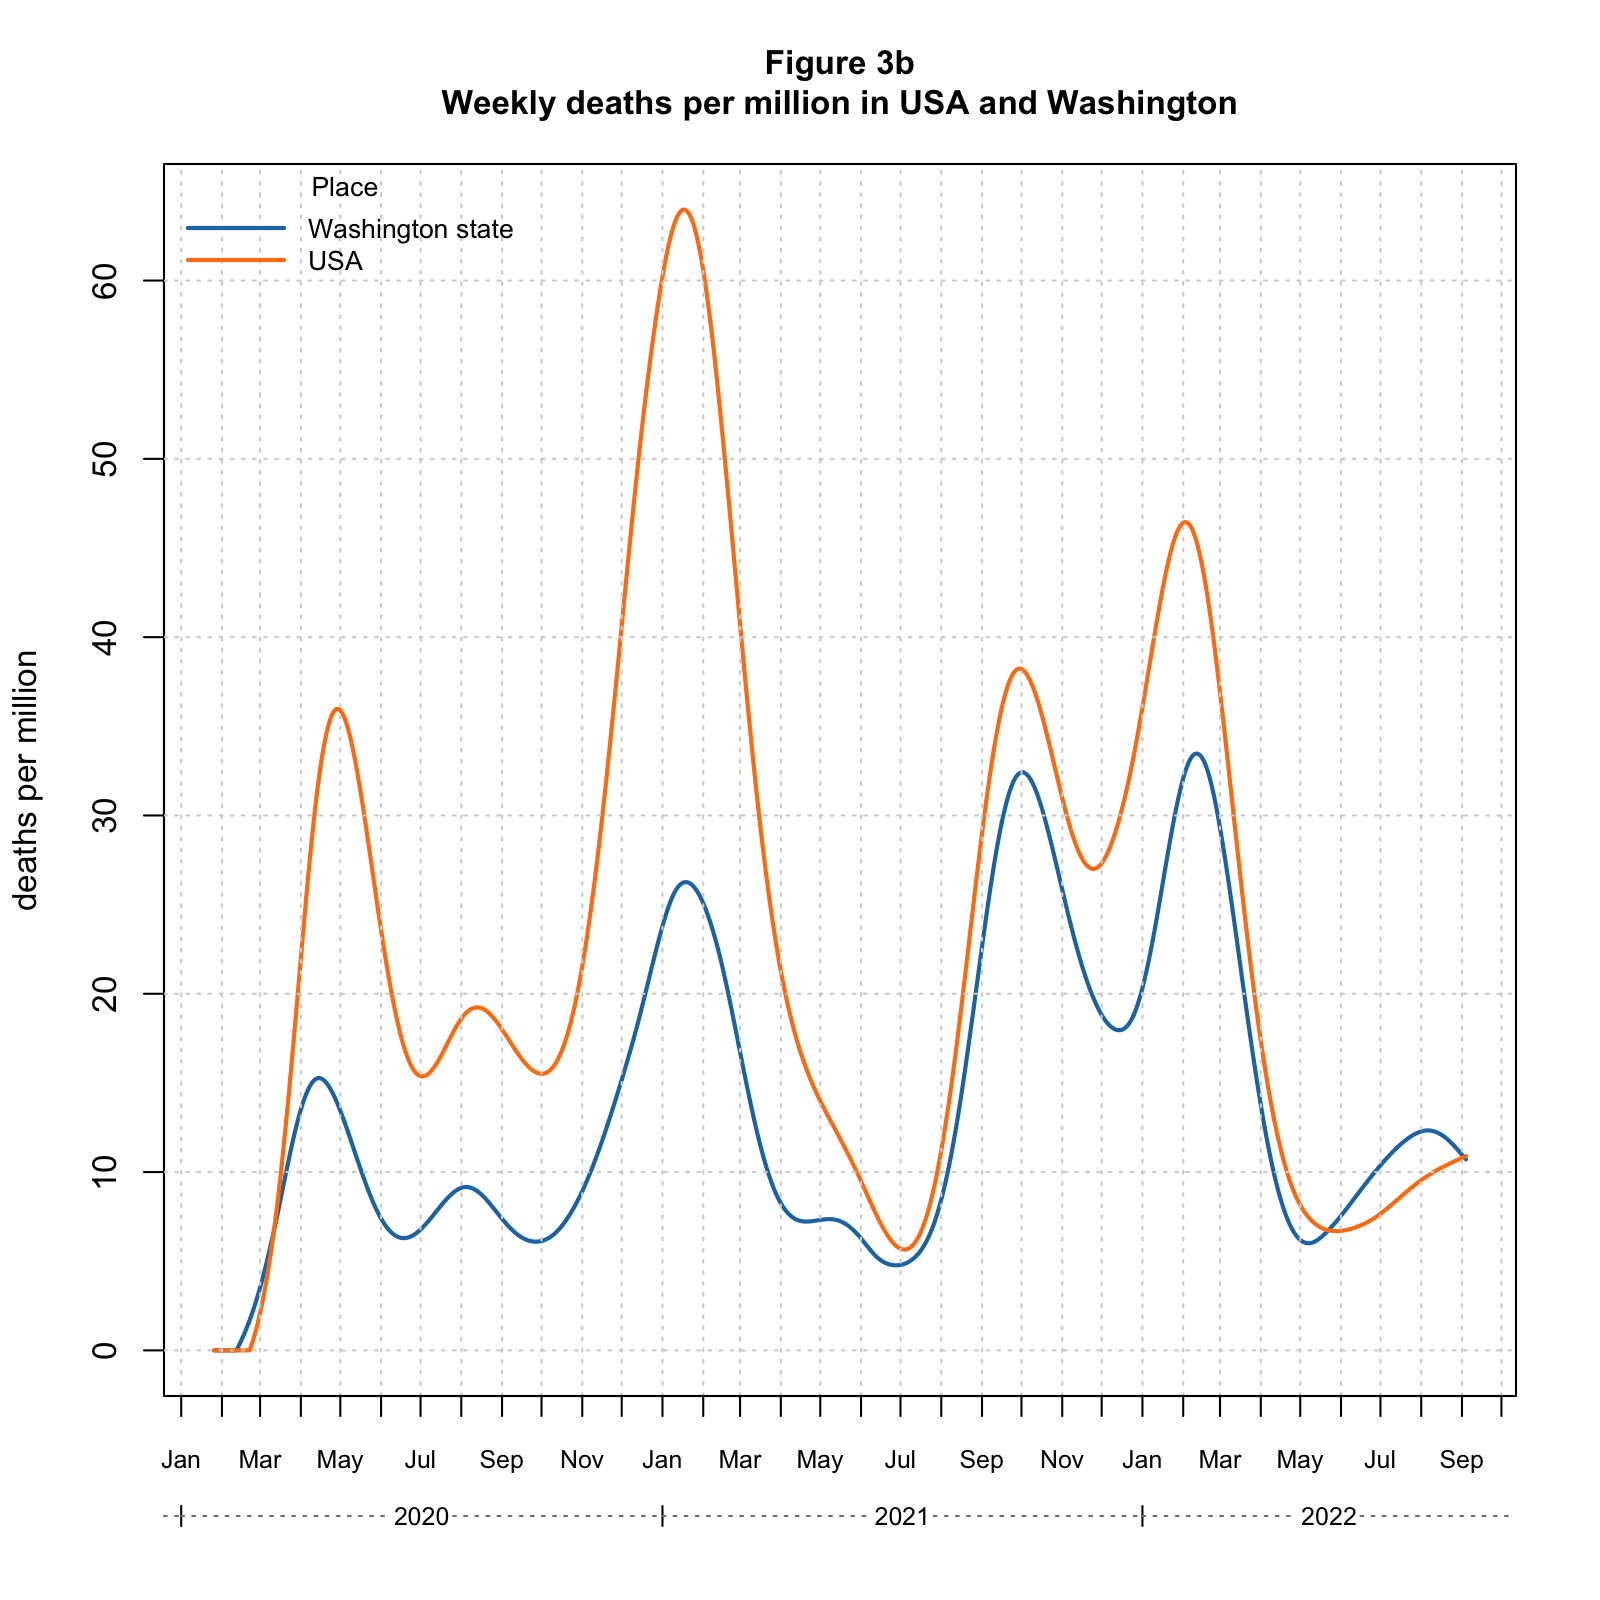 Figure 3b
Weekly deaths per million in USA and Washington
Place
Washington state
USA
60
50
40
30
20
10
0
deaths per million
Jan Mar May Jul Sep Nov Jan Mar May Jul Sep Nov Jan Mar May Jul Sep
2020 2021 2022